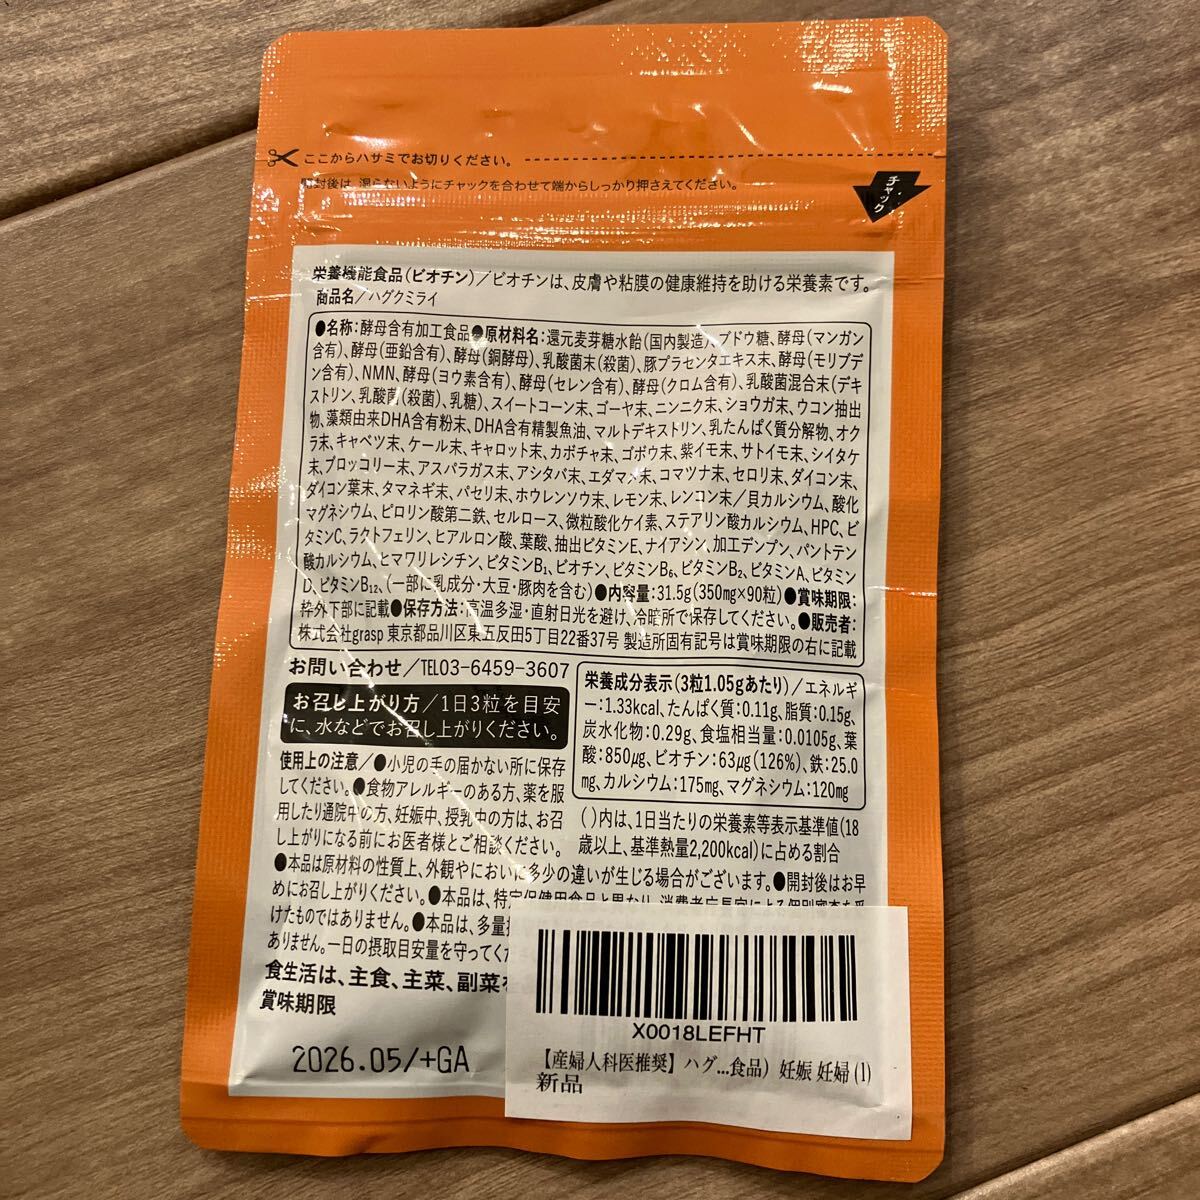 ここからハサミでお切りください。
開封後は、湿らないようにチャックを合わせて端からしっかり押さえてください。
チャック
栄養機能食品(ビオチン)/ビオチンは、皮膚や粘膜の健康維持を助ける栄養素です。
商品名/ハグクミライ
●名称:酵母含有加工食品●原材料名:還元麦芽糖水飴(国内製造)、ブドウ糖、酵母(マンガン
含有)、酵母(亜鉛含有)、酵母(銅酵母)、乳酸菌末(殺菌)、豚プラセンタエキス末、酵母(モリブデ
ン含有)、NMN、酵母(ヨウ素含有)、酵母(セレン含有)、酵母(クロム含有)、乳酸菌混合末(デキ
ストリン、乳酸菌(殺菌)、乳糖)、スイートコーン末、ゴーヤ末、ニンニク末、ショウガ末、ウコン抽出
物、藻類由来DHA含有粉末、DHA含有精製魚油、マルトデキストリン、乳たんぱく質分解物、オク
ラ末、キャベツ末、ケール末、キャロット末、カボチャ末、ゴボウ末、紫イモ末、サトイモ末、シイタケ
末、ブロッコリー末、アスパラガス末、アシタバ末、エダマメ末、コマツナ末、セロリ末、ダイコン末、
ダイコン葉末、タマネギ末、パセリ末、ホウレンソウ末、レモン末、レンコン末/貝カルシウム、酸化
マグネシウム、ピロリン酸第二鉄、セルロース、微粒酸化ケイ素、ステアリン酸カルシウム、HPC、ビ
タミンC、ラクトフェリン、ヒアルロン酸、葉酸、抽出ビタミンE、ナイアシン、加工デンプン、パントテン
酸カルシウム、ヒマワリレシチン、ビタミンB₁、ビオチン、ビタミンB₆、ビタミンB₂、ビタミンA、ビタミン
D、ビタミンB₁₂、(一部に乳成分・大豆・豚肉を含む)●内容量:31.5g(350mg×90粒)●賞味期限:
枠外下部に記載●保存方法:高温多湿・直射日光を避け、冷暗所で保存してください。●販売者:
株式会社grasp 東京都品川区東五反田5丁目22番37号 製造所固有記号は賞味期限の右に記載
お問い合わせ/TEL03-6459-3607
お召し上がり方/1日3粒を目安
に、水などでお召し上がりください。
栄養成分表示(3粒1.05gあたり)/エネルギ
ー:1.33kcal、たんぱく質:0.11g、脂質:0.15g、
炭水化物:0.29g、食塩相当量:0.0105g、葉
酸:850μg、ビオチン:63μg(126%)、鉄:25.0
mg、カルシウム:175mg、マグネシウム:120mg
( )内は、1日当たりの栄養素等表示基準値(18
歳以上、基準熱量2,200kcal)に占める割合
使用上の注意/●小児の手の届かない所に保存
してください。●食物アレルギーのある方、薬を服
用したり通院中の方、妊娠中、授乳中の方は、お召
し上がりになる前にお医者様とご相談ください。
●本品は原材料の性質上、外観やにおいに多少の違いが生じる場合がございます。●開封後はお早
めにお召し上がりください。●本品は、特定保健用食品と異なり、消費者庁長官による個別審査を受
けたものではありません。●本品は、多量
ありません。一日の摂取目安量を守ってくだ
食生活は、主食、主菜、副菜を
賞味期限
2026.05/+GA
X0018LEFHT
【産婦人科医推奨】ハグ...食品) 妊娠 妊婦 (1)
新品